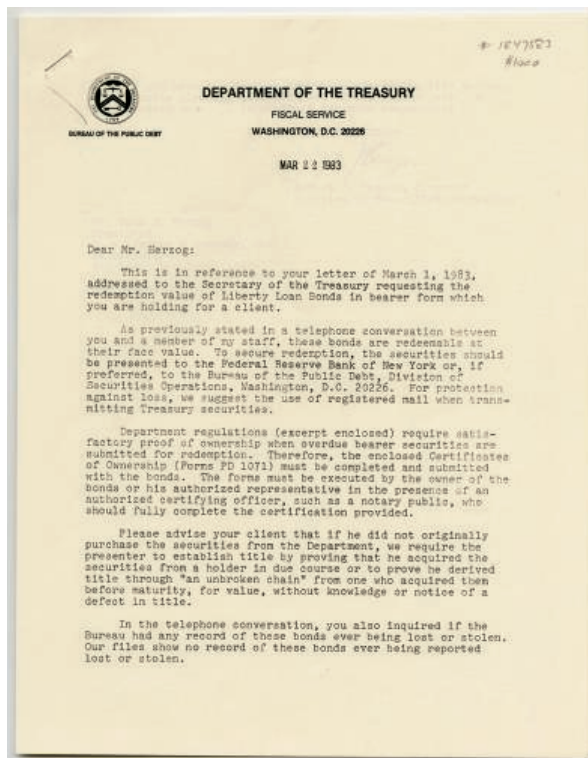 # 1847583
$1000
DEPARTMENT OF THE TREASURY
FISCAL SERVICE
WASHINGTON, D.C. 20226
BUREAU OF THE PUBLIC DEBT
MAR 22 1983
Dear Mr. Herzog:
This is in reference to your letter of March 1, 1983,
addressed to the Secretary of the Treasury requesting the
redemption value of Liberty Loan Bonds in bearer form which
you are holding for a client.
As previously stated in a telephone conversation between
you and a member of my staff, these bonds are redeemable at
their face value. To secure redemption, the securities should
be presented to the Federal Reserve Bank of New York or, if
preferred, to the Bureau of the Public Debt, Division of
Securities Operations, Washington, D.C. 20226. For protection
against loss, we suggest the use of registered mail when trans-
mitting Treasury securities.
Department regulations (excerpt enclosed) require satis-
factory proof of ownership when overdue bearer securities are
submitted for redemption. Therefore, the enclosed Certificates
of Ownership (Forms PD 1071) must be completed and submitted
with the bonds. The forms must be executed by the owner of the
bonds or his authorized representative in the presence of an
authorized certifying officer, such as a notary public, who
should fully complete the certification provided.
Please advise your client that if he did not originally
purchase the securities from the Department, we require the
presenter to establish title by proving that he acquired the
securities from a holder in due course or to prove he derived
title through "an unbroken chain" from one who acquired them
before maturity, for value, without knowledge or notice of a
defect in title.
In the telephone conversation, you also inquired if the
Bureau had any record of these bonds ever being lost or stolen.
Our files show no record of these bonds ever being reported
lost or stolen.